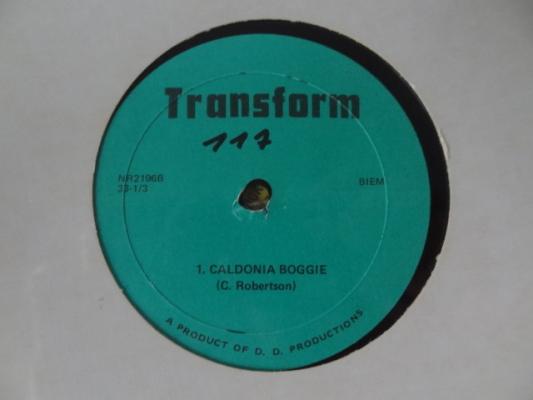 Transform
117
NR21968
33-1/3
BIEM
1. CALDONIA BOGGIE
(C. Robertson)
A PRODUCT OF D. D. PRODUCTIONS